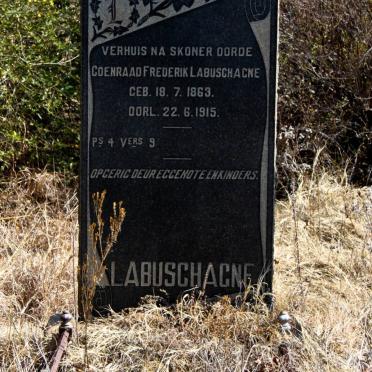 VERHUIS NA SKONER OORDE
COENRAAD FREDERIK LABUSCHAGNE
GEB. 18. 7. 1863.
OORL. 22. 6. 1915.
PS 4 VERS 9
OPGERIG DEUR EGGENOTE EN KINDERS.
LABUSCHAGNE